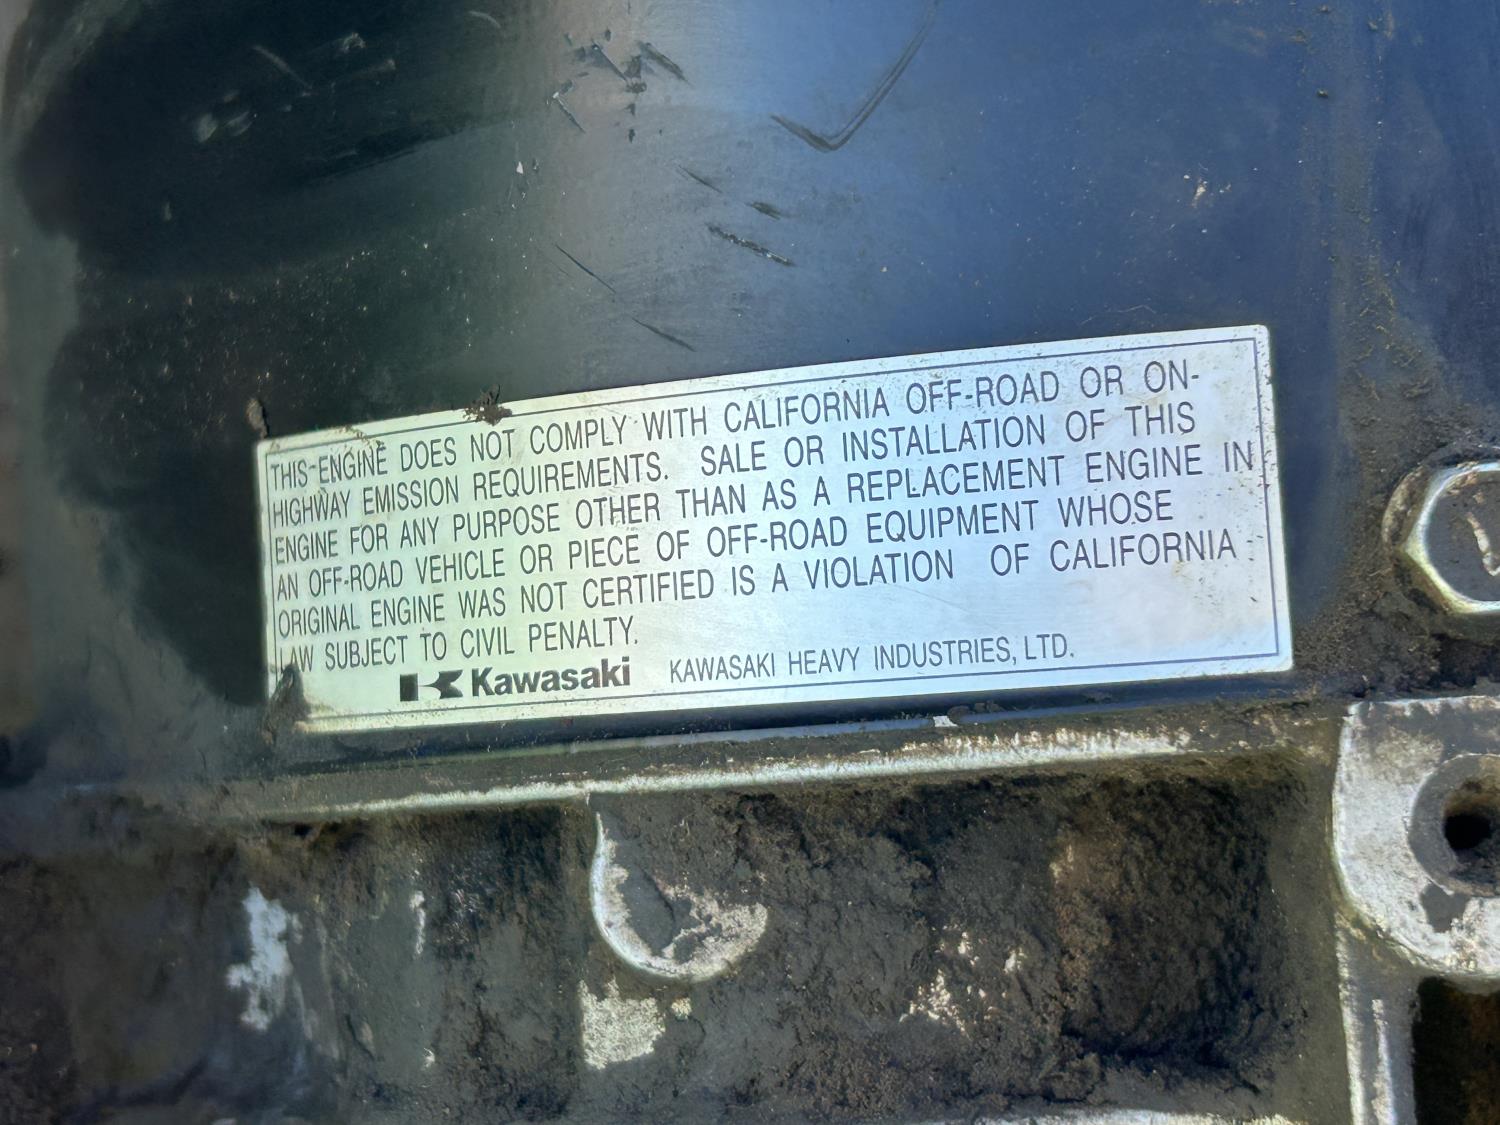 THIS ENGINE DOES NOT COMPLY WITH CALIFORNIA OFF-ROAD OR ON-
HIGHWAY EMISSION REQUIREMENTS. SALE OR INSTALLATION OF THIS
ENGINE FOR ANY PURPOSE OTHER THAN AS A REPLACEMENT ENGINE IN
AN OFF-ROAD VEHICLE OR PIECE OF OFF-ROAD EQUIPMENT WHOSE
ORIGINAL ENGINE WAS NOT CERTIFIED IS A VIOLATION OF CALIFORNIA
LAW SUBJECT TO CIVIL PENALTY.
Kawasaki KAWASAKI HEAVY INDUSTRIES, LTD.